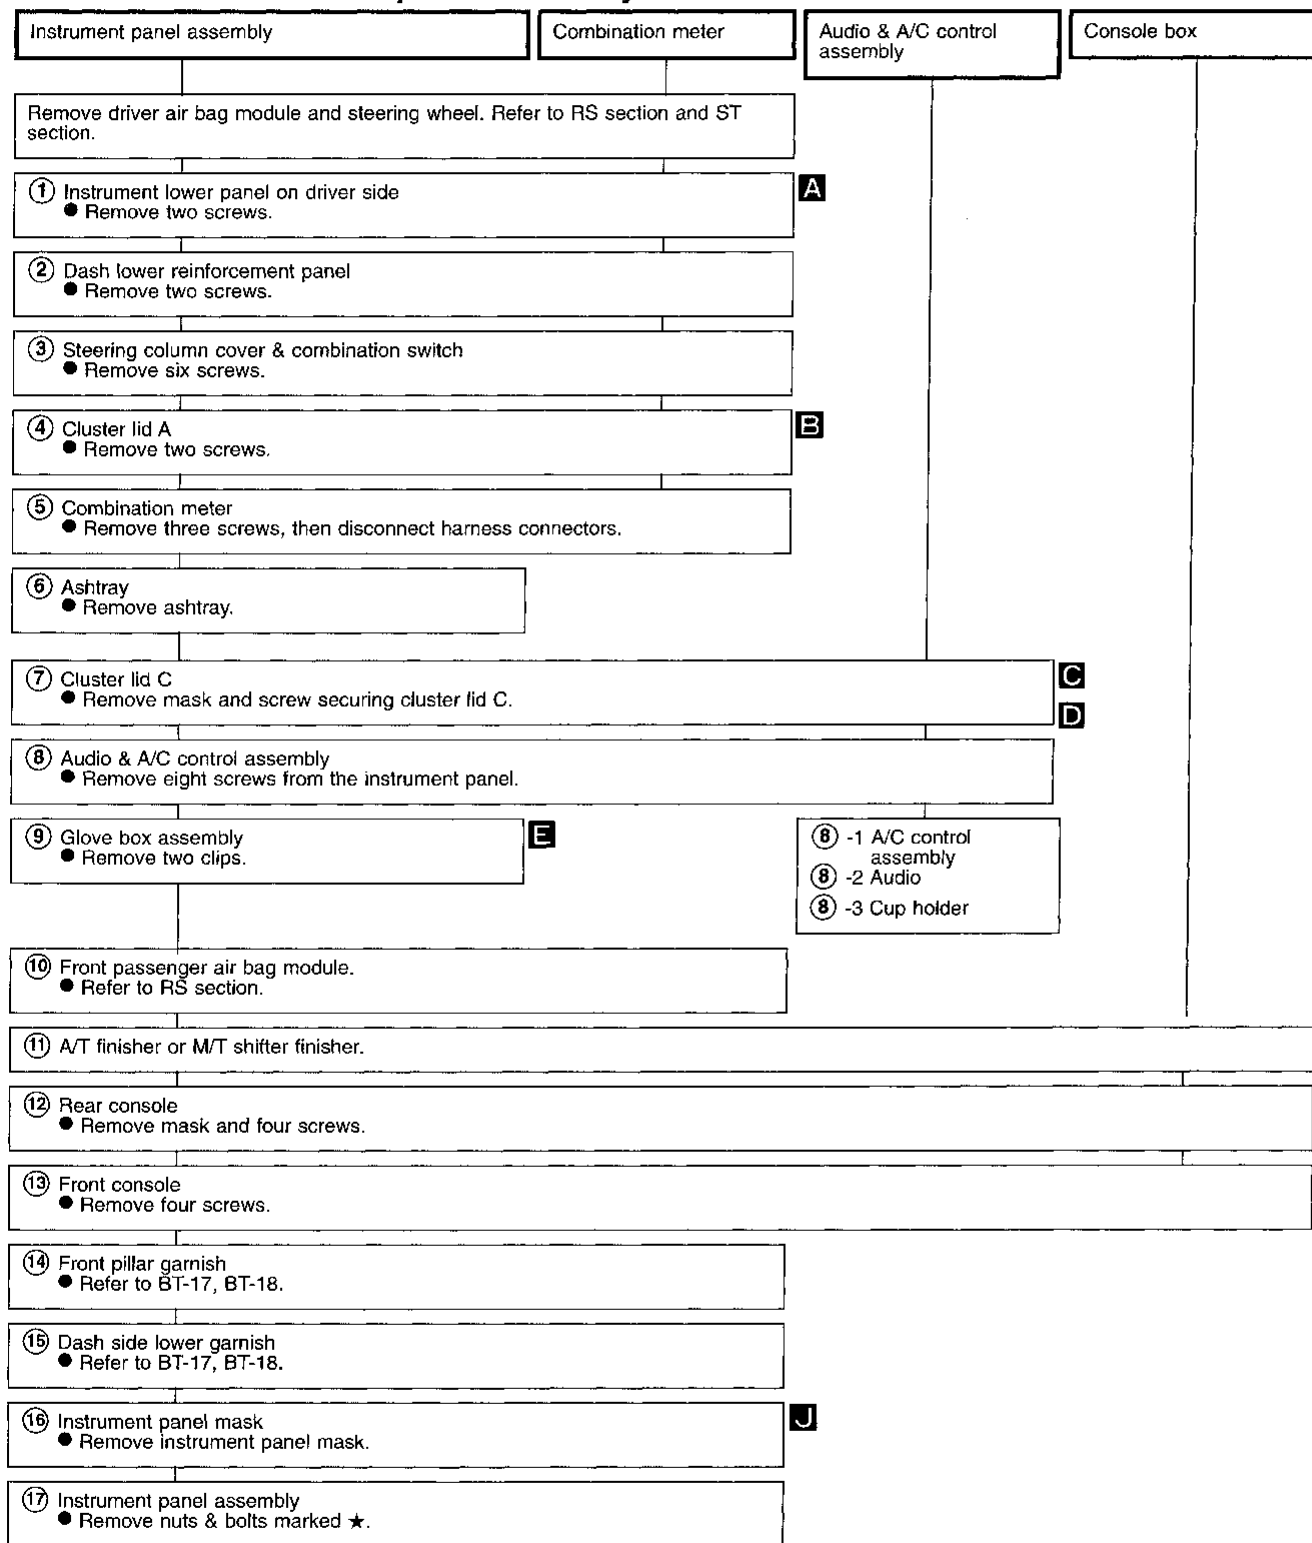 Instrument panel assembly
Combination meter
Audio & A/C control
assembly
Console box
Remove driver air bag module and steering wheel. Refer to RS section and ST
section.
① Instrument lower panel on driver side
● Remove two screws.
A
② Dash lower reinforcement panel
● Remove two screws.
③ Steering column cover & combination switch
● Remove six screws.
④ Cluster lid A
● Remove two screws.
B
⑤ Combination meter
● Remove three screws, then disconnect harness connectors.
⑥ Ashtray
● Remove ashtray.
⑦ Cluster lid C
● Remove mask and screw securing cluster lid C.
C
D
⑧ Audio & A/C control assembly
● Remove eight screws from the instrument panel.
⑨ Glove box assembly
● Remove two clips.
E
⑧ -1 A/C control
assembly
⑧ -2 Audio
⑧ -3 Cup holder
⑩ Front passenger air bag module.
● Refer to RS section.
⑪ A/T finisher or M/T shifter finisher.
⑫ Rear console
● Remove mask and four screws.
⑬ Front console
● Remove four screws.
⑭ Front pillar garnish
● Refer to BT-17, BT-18.
⑮ Dash side lower garnish
● Refer to BT-17, BT-18.
⑯ Instrument panel mask
● Remove instrument panel mask.
J
⑰ Instrument panel assembly
● Remove nuts & bolts marked ★.